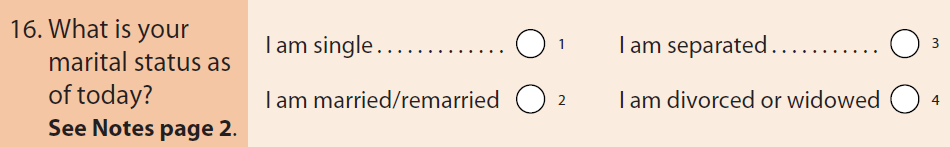 16. What is your
marital status as
of today?
See Notes page 2.
I am single . . . . . . . . . . . . . 1
I am married/remarried 2
I am separated . . . . . . . . . . . 3
I am divorced or widowed 4